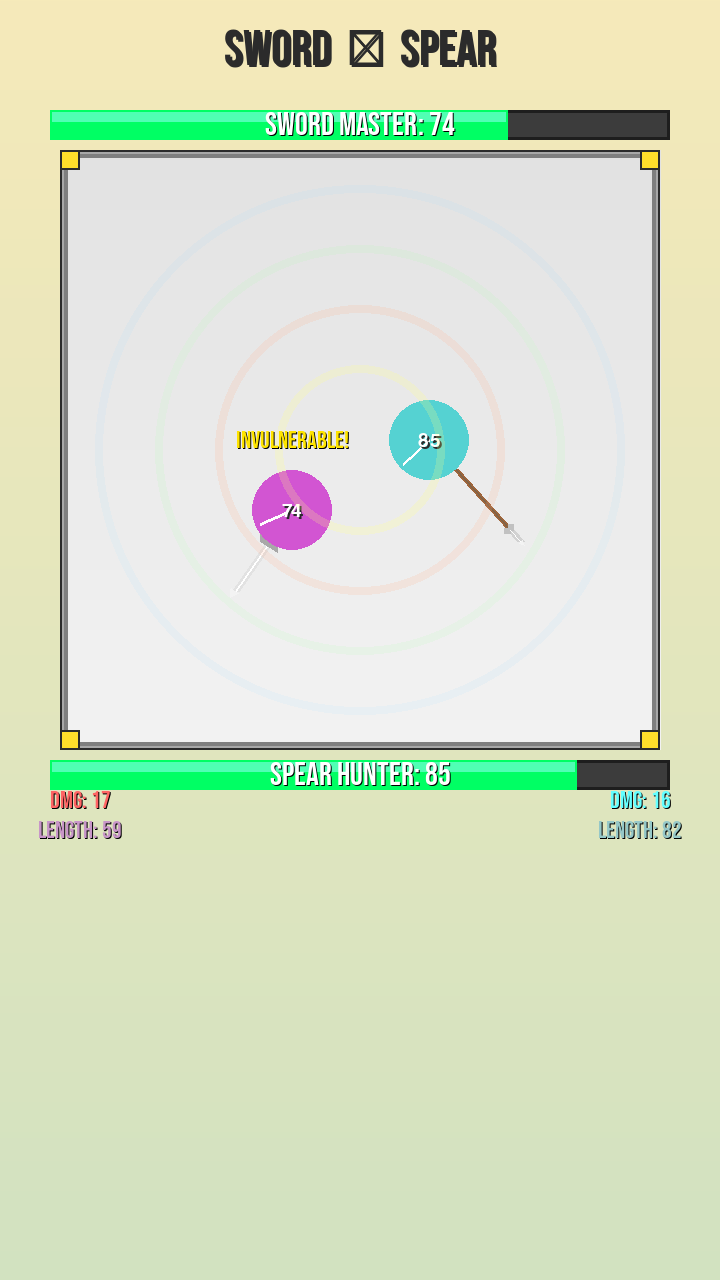 SWORD ☒ SPEAR
SWORD MASTER: 74
INVULNERABLE!
85
74
SPEAR HUNTER: 85
DMG: 17
DMG: 16
LENGTH: 59
LENGTH: 82